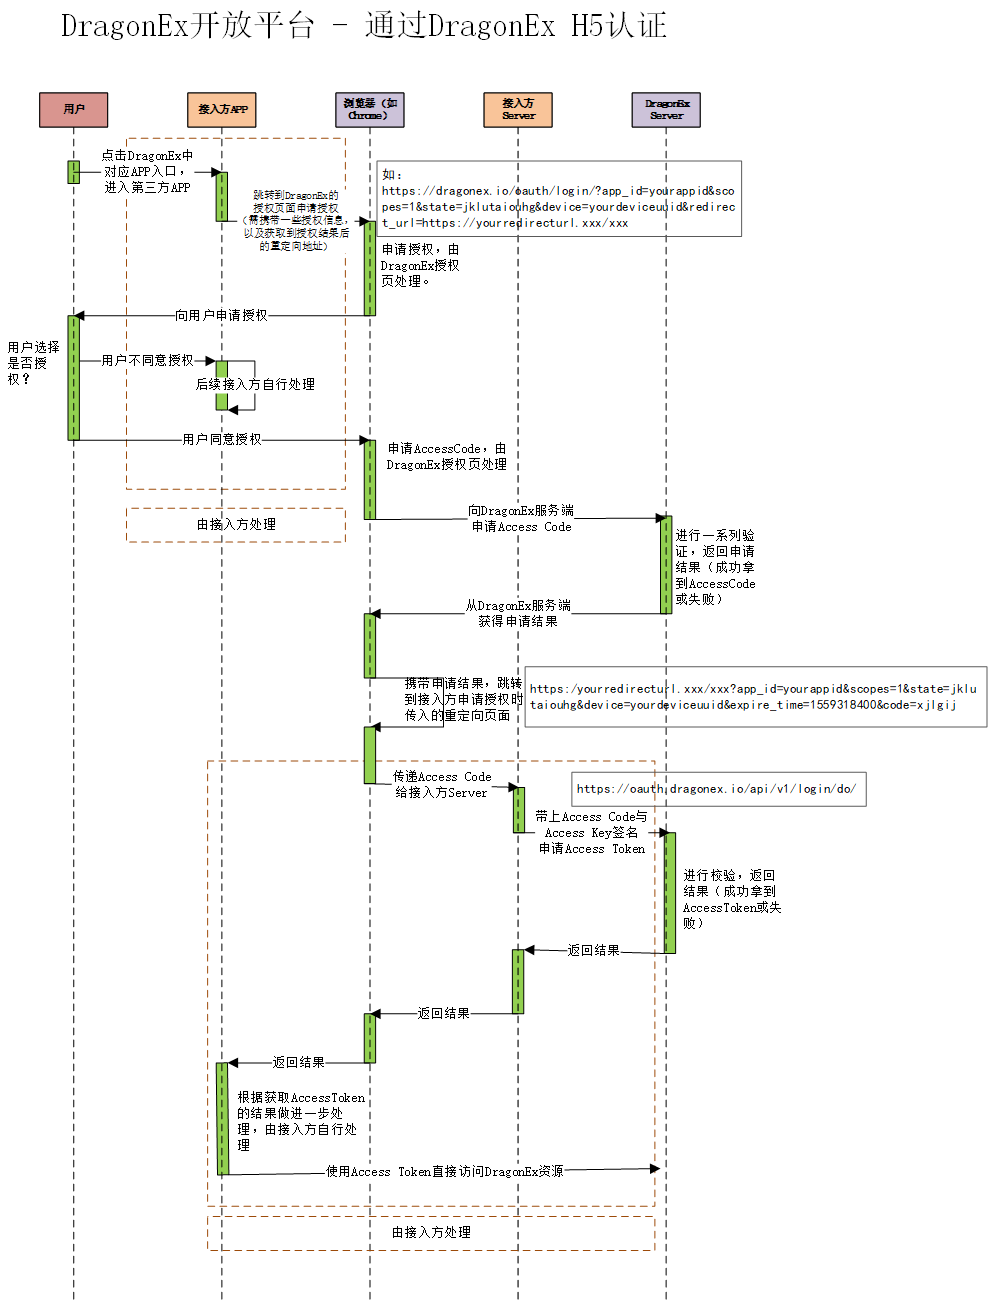 DragonEx开放平台 - 通过DragonEx H5认证
用户
接入方APP
浏览器（如
Chrome）
接入方
Server
DragonEx
Server
点击DragonEx中
对应APP入口，
进入第三方APP
跳转到DragonEx的
授权页面申请授权
（需携带一些授权信息，
以及获取到授权结果后
的重定向地址）
如：
https://dragonex.io/oauth/login/?app_id=yourappid&sco
pes=1&state=jklutaiouhg&device=yourdeviceuuid&redirec
t_url=https://yourredirecturl.xxx/xxx
申请授权，由
DragonEx授权
页处理。
向用户申请授权
用户选择
是否授
权？
用户不同意授权
后续接入方自行处理
用户同意授权
申请AccessCode，由
DragonEx授权页处理
向DragonEx服务端
申请Access Code
由接入方处理
进行一系列验
证，返回申请
结果（成功拿
到AccessCode
或失败）
从DragonEx服务端
获得申请结果
携带申请结果，跳转
到接入方申请授权时
传入的重定向页面
https:/yourredirecturl.xxx/xxx?app_id=yourappid&scopes=1&state=jklu
taiouhg&device=yourdeviceuuid&expire_time=1559318400&code=xjlgij
传递Access Code
给接入方Server
https://oauth.dragonex.io/api/v1/login/do/
带上Access Code与
Access Key签名
申请Access Token
进行校验，返回
结果（成功拿到
AccessToken或失
败）
返回结果
返回结果
返回结果
根据获取AccessToken
的结果做进一步处
理，由接入方自行处
理
使用Access Token直接访问DragonEx资源
由接入方处理